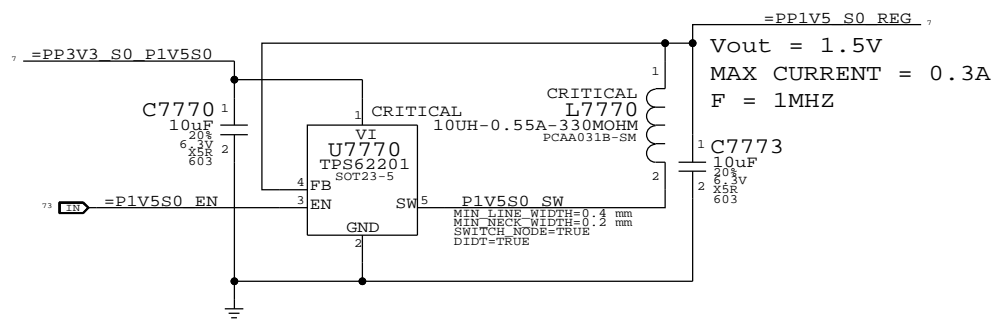 =PP1V5_S0_REG 7
7 =PP3V3_S0_P1V5S0
Vout = 1.5V
MAX CURRENT = 0.3A
F = 1MHZ
1
CRITICAL
L7770
10UH-0.55A-330MOHM
PCAA031B-SM
2
C7770 1
10uF
20%
6.3V
X5R
603
2
1 CRITICAL
VI
U7770
TPS62201
SOT23-5
4 FB
3 EN
SW 5
GND
2
1 C7773
10uF
20%
6.3V
X5R
603
2
73 IN =P1V5S0_EN
P1V5S0_SW
MIN_LINE_WIDTH=0.4 mm
MIN_NECK_WIDTH=0.2 mm
SWITCH_NODE=TRUE
DIDT=TRUE